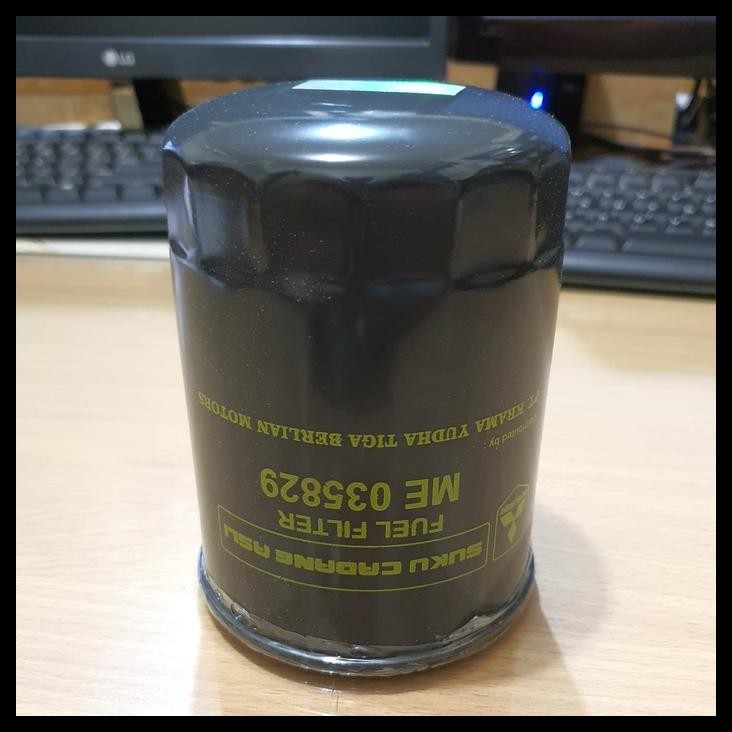 SUKU CADANG ASLI
FUEL FILTER
ME 035829
Distributed by :
PT. KRAMA YUDHA TIGA BERLIAN MOTORS
LG